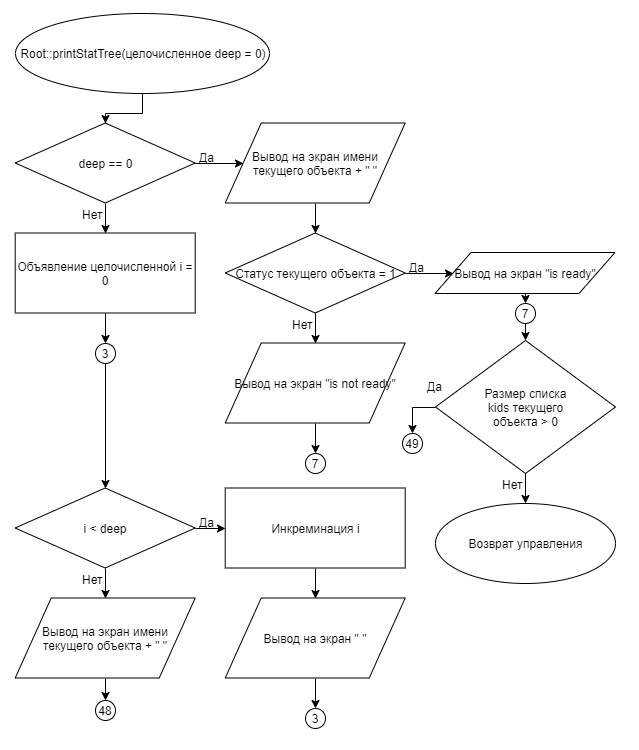 Root::printStatTree(целочисленное deep = 0)
deep == 0
Да
Вывод на экран имени
текущего объекта + " "
Нет
Объявление целочисленной i =
0
Статус текущего объекта = 1
Да
Вывод на экран "is ready"
3
Нет
7
Вывод на экран "is not ready"
Да
Размер списка
kids текущего
объекта > 0
49
7
Нет
i < deep
Да
Инкреминация i
Возврат управления
Нет
Вывод на экран имени
текущего объекта + " "
Вывод на экран " "
48
3